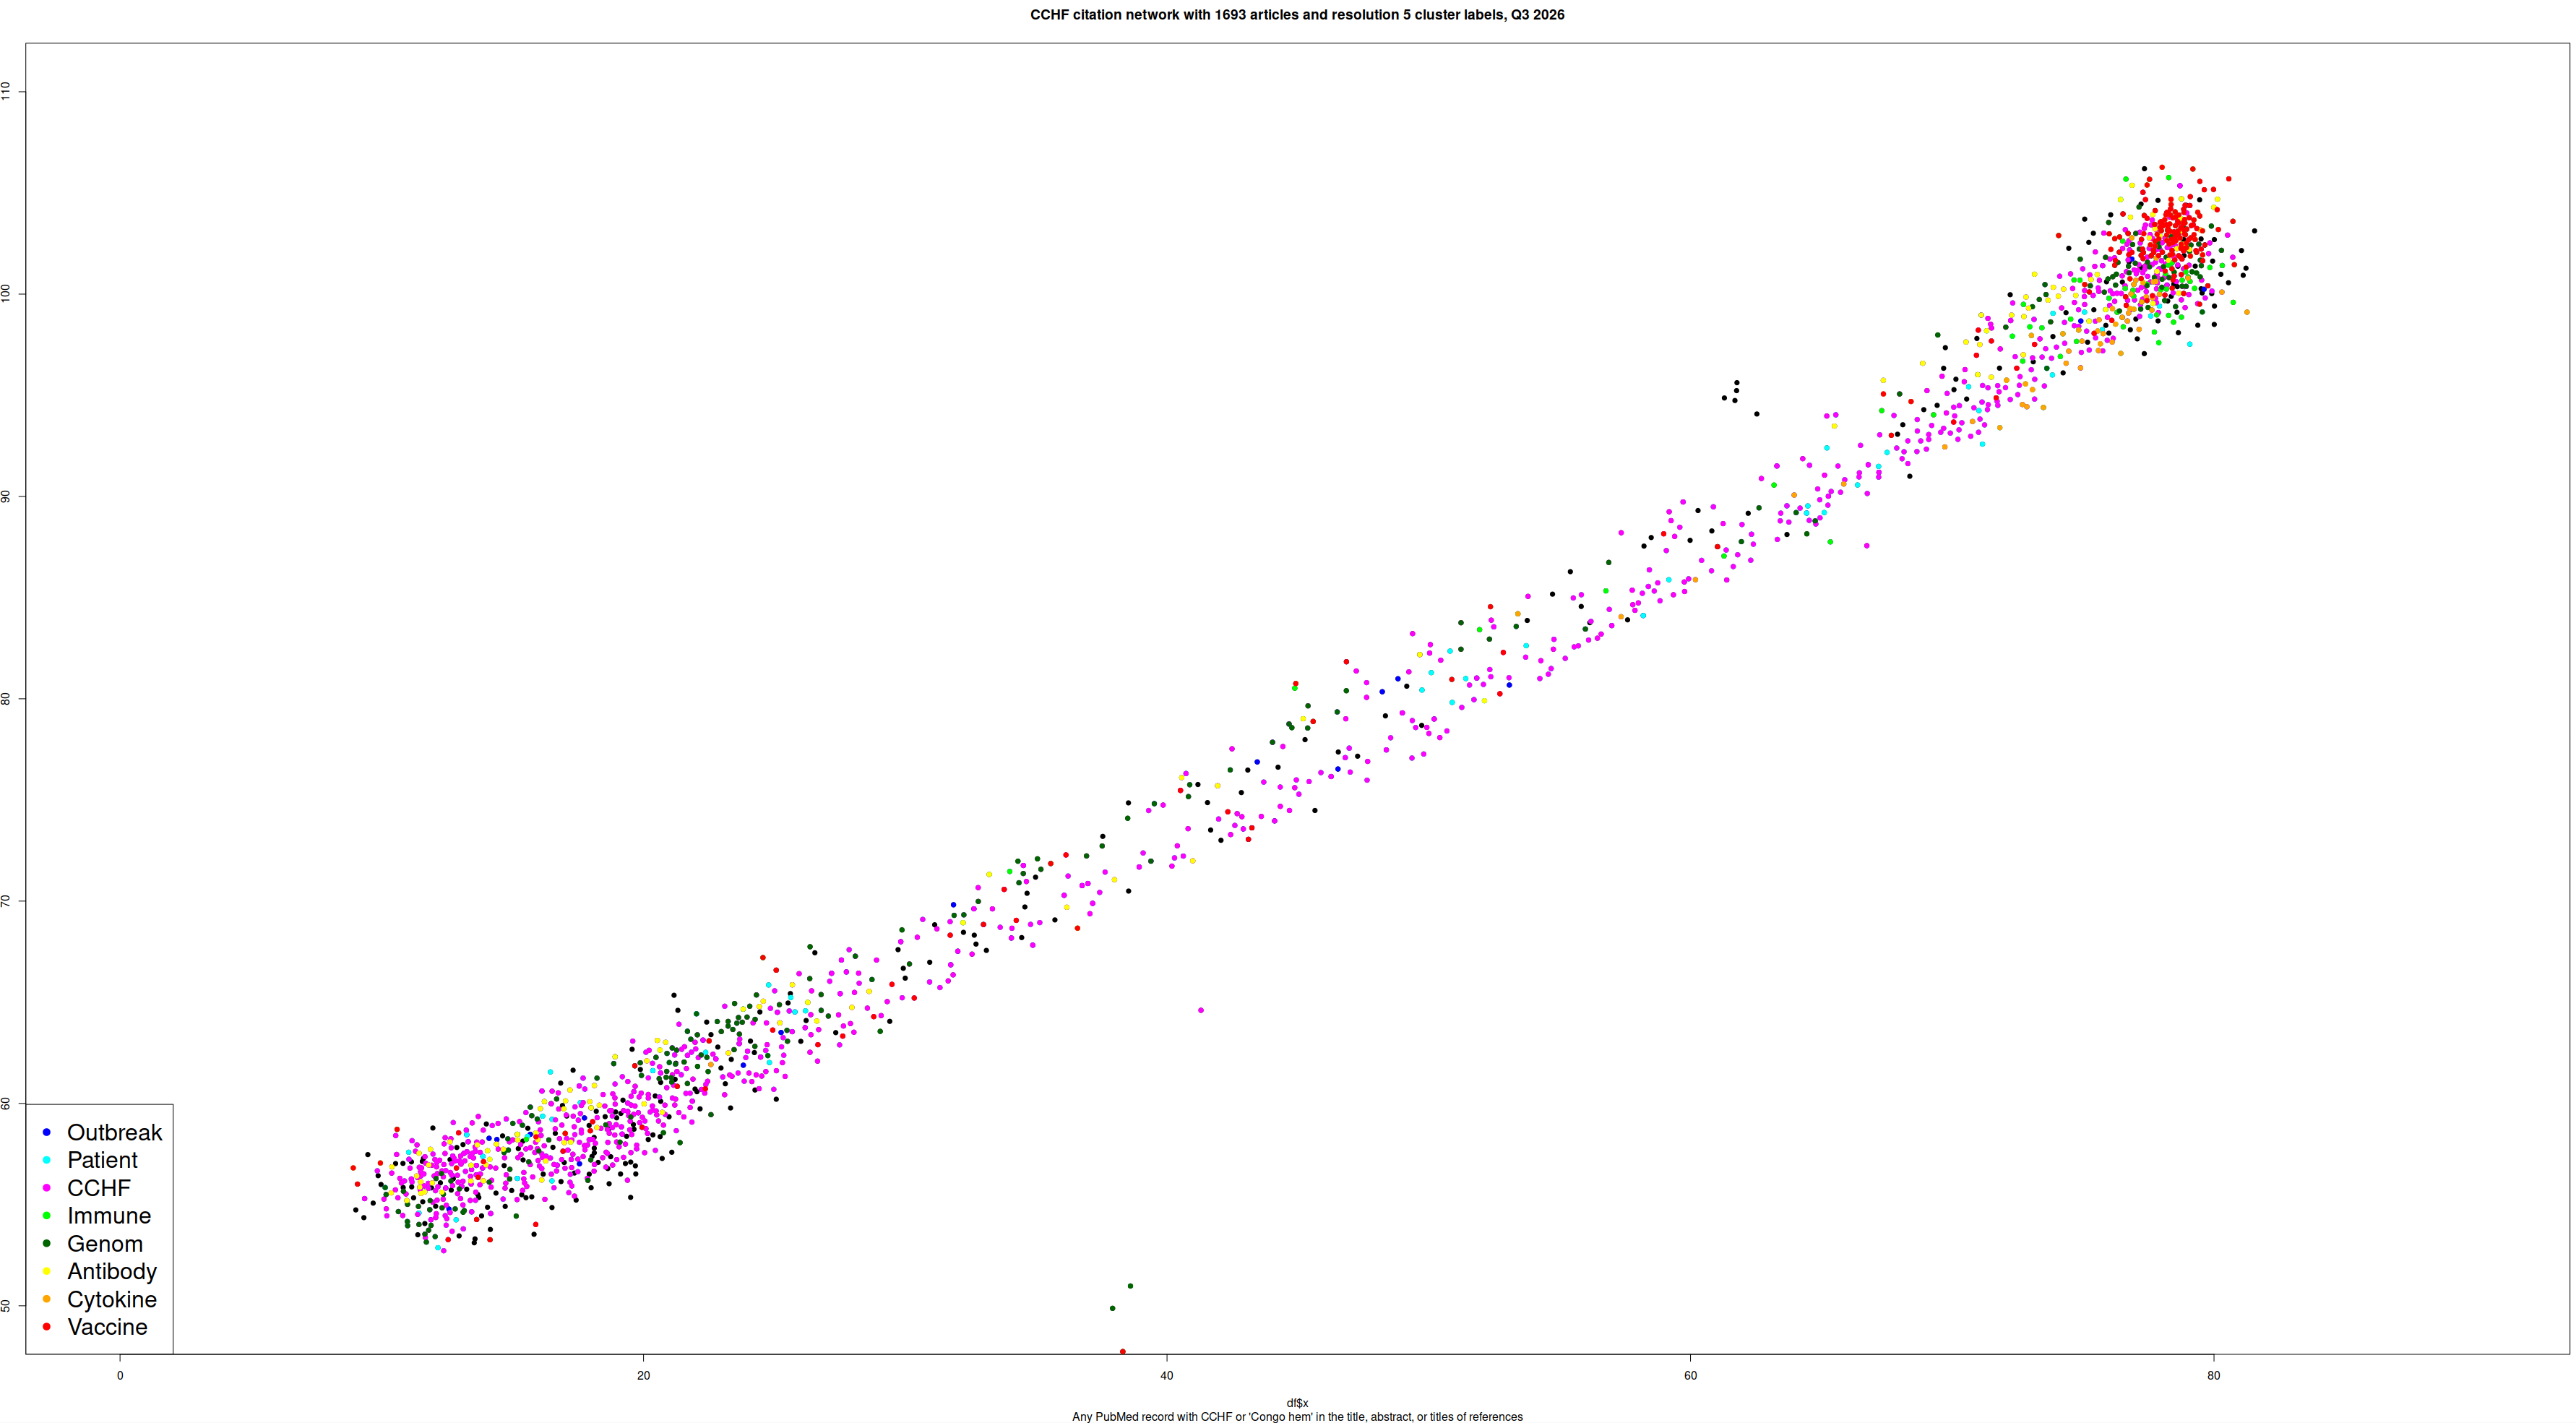 CCHF citation network with 1693 articles and resolution 5 cluster labels, Q3 2026
110
100
90
80
70
60
50
Outbreak
Patient
CCHF
Immune
Genom
Antibody
Cytokine
Vaccine
0 20 40 60 80
df$x
Any PubMed record with CCHF or 'Congo hem' in the title, abstract, or titles of references